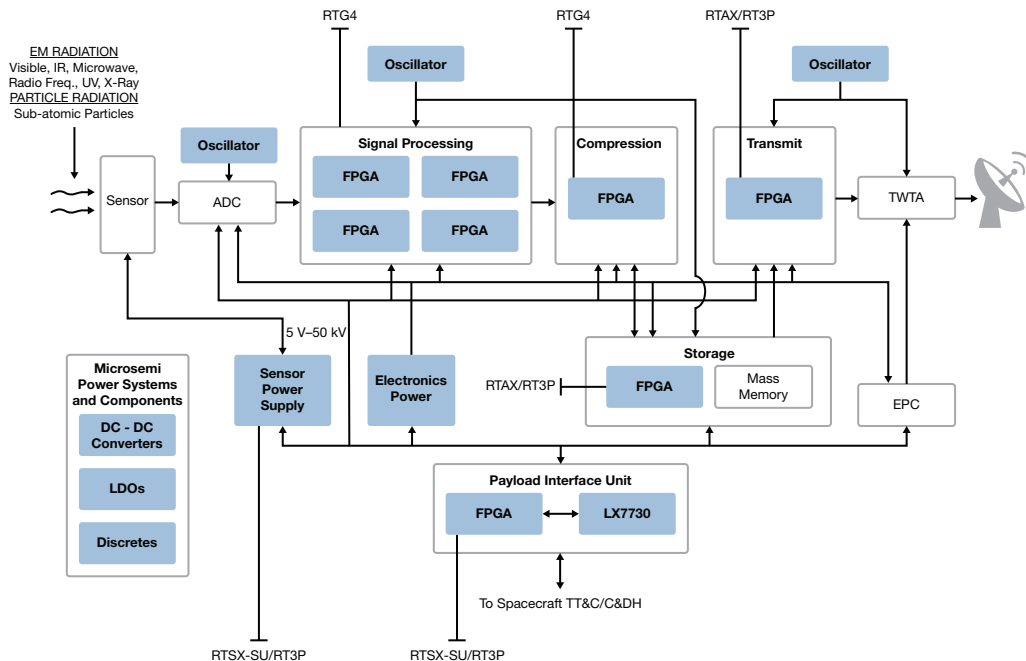 RTG4
RTG4
RTAX/RT3P
EM RADIATION
Visible, IR, Microwave,
Radio Freq., UV, X-Ray
PARTICLE RADIATION
Sub-atomic Particles
Oscillator
Oscillator
Oscillator
Signal Processing
Compression
Transmit
FPGA
FPGA
FPGA
FPGA
FPGA
FPGA
Sensor
ADC
TWTA
5 V–50 kV
Sensor
Power
Supply
Electronics
Power
Storage
RTAX/RT3P
FPGA
Mass
Memory
EPC
Microsemi
Power Systems
and Components
DC - DC
Converters
LDOs
Discretes
Payload Interface Unit
FPGA
LX7730
To Spacecraft TT&C/C&DH
RTSX-SU/RT3P
RTSX-SU/RT3P